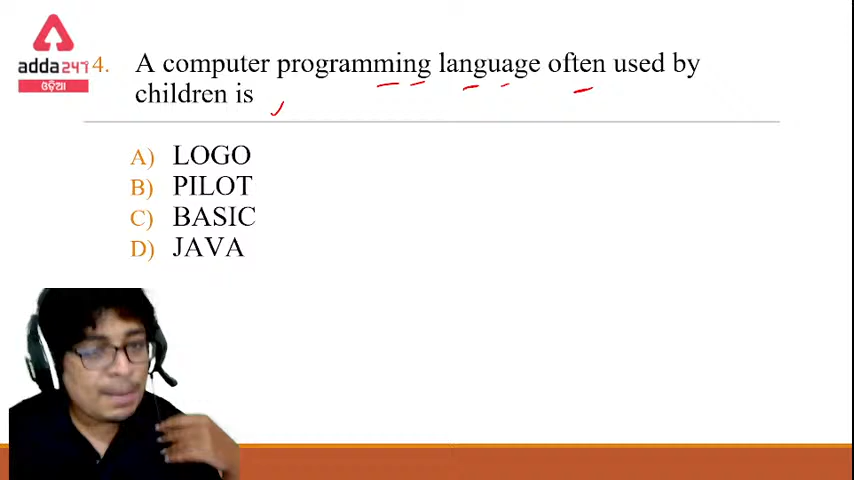 adda247
ଓଡ଼ିଆ
4. A computer programming language often used by
children is
A) LOGO
B) PILOT
C) BASIC
D) JAVA